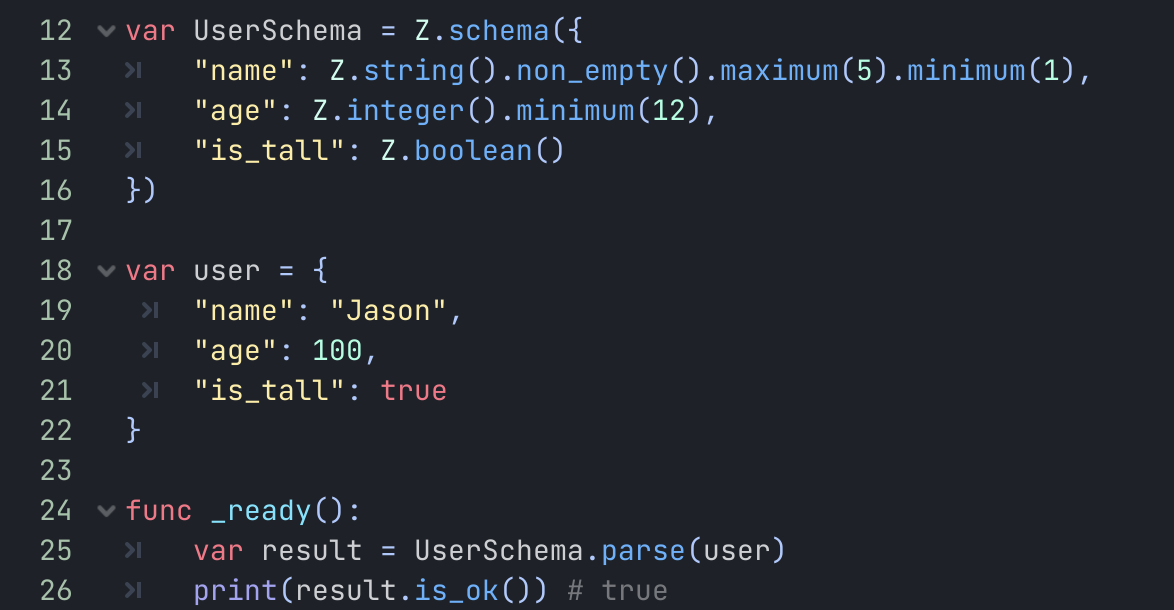 12 var UserSchema = Z.schema({
13 "name": Z.string().non_empty().maximum(5).minimum(1),
14 "age": Z.integer().minimum(12),
15 "is_tall": Z.boolean()
16 })
17
18 var user = {
19 "name": "Jason",
20 "age": 100,
21 "is_tall": true
22 }
23
24 func _ready():
25 var result = UserSchema.parse(user)
26 print(result.is_ok()) # true